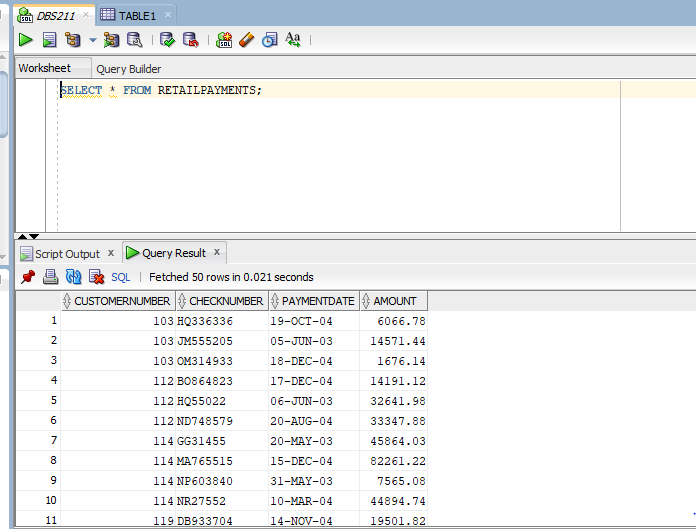 DBS211 TABLE1
SQL Aa
Worksheet Query Builder
SELECT * FROM RETAILPAYMENTS;
Script Output x Query Result x
SQL | Fetched 50 rows in 0.021 seconds
CUSTOMERNUMBER CHECKNUMBER PAYMENTDATE AMOUNT
1 103 HQ336336 19-OCT-04 6066.78
2 103 JM555205 05-JUN-03 14571.44
3 103 OM314933 18-DEC-04 1676.14
4 112 BO864823 17-DEC-04 14191.12
5 112 HQ55022 06-JUN-03 32641.98
6 112 ND748579 20-AUG-04 33347.88
7 114 GG31455 20-MAY-03 45864.03
8 114 MA765515 15-DEC-04 82261.22
9 114 NP603840 31-MAY-03 7565.08
10 114 NR27552 10-MAR-04 44894.74
11 119 DB933704 14-NOV-04 19501.82